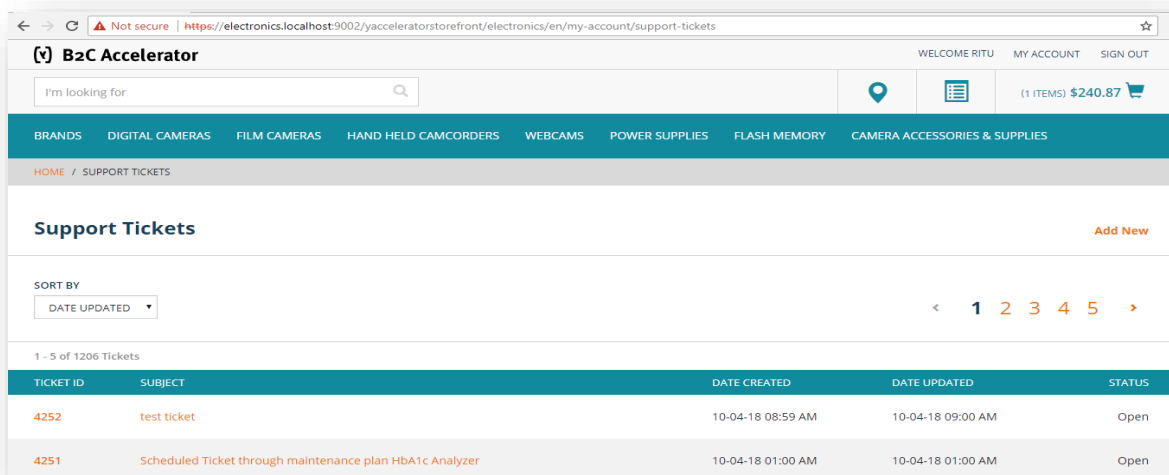 Not secure | https://electronics.localhost:9002/yacceleratorstorefront/electronics/en/my-account/support-tickets
B2C Accelerator WELCOME RITU MY ACCOUNT SIGN OUT
I'm looking for (1 ITEMS) $240.87
BRANDS DIGITAL CAMERAS FILM CAMERAS HAND HELD CAMCORDERS WEBCAMS POWER SUPPLIES FLASH MEMORY CAMERA ACCESSORIES & SUPPLIES
HOME / SUPPORT TICKETS
Support Tickets Add New
SORT BY
DATE UPDATED < 1 2 3 4 5 >
1 - 5 of 1206 Tickets
TICKET ID SUBJECT DATE CREATED DATE UPDATED STATUS
4252 test ticket 10-04-18 08:59 AM 10-04-18 09:00 AM Open
4251 Scheduled Ticket through maintenance plan HbA1c Analyzer 10-04-18 01:00 AM 10-04-18 01:00 AM Open